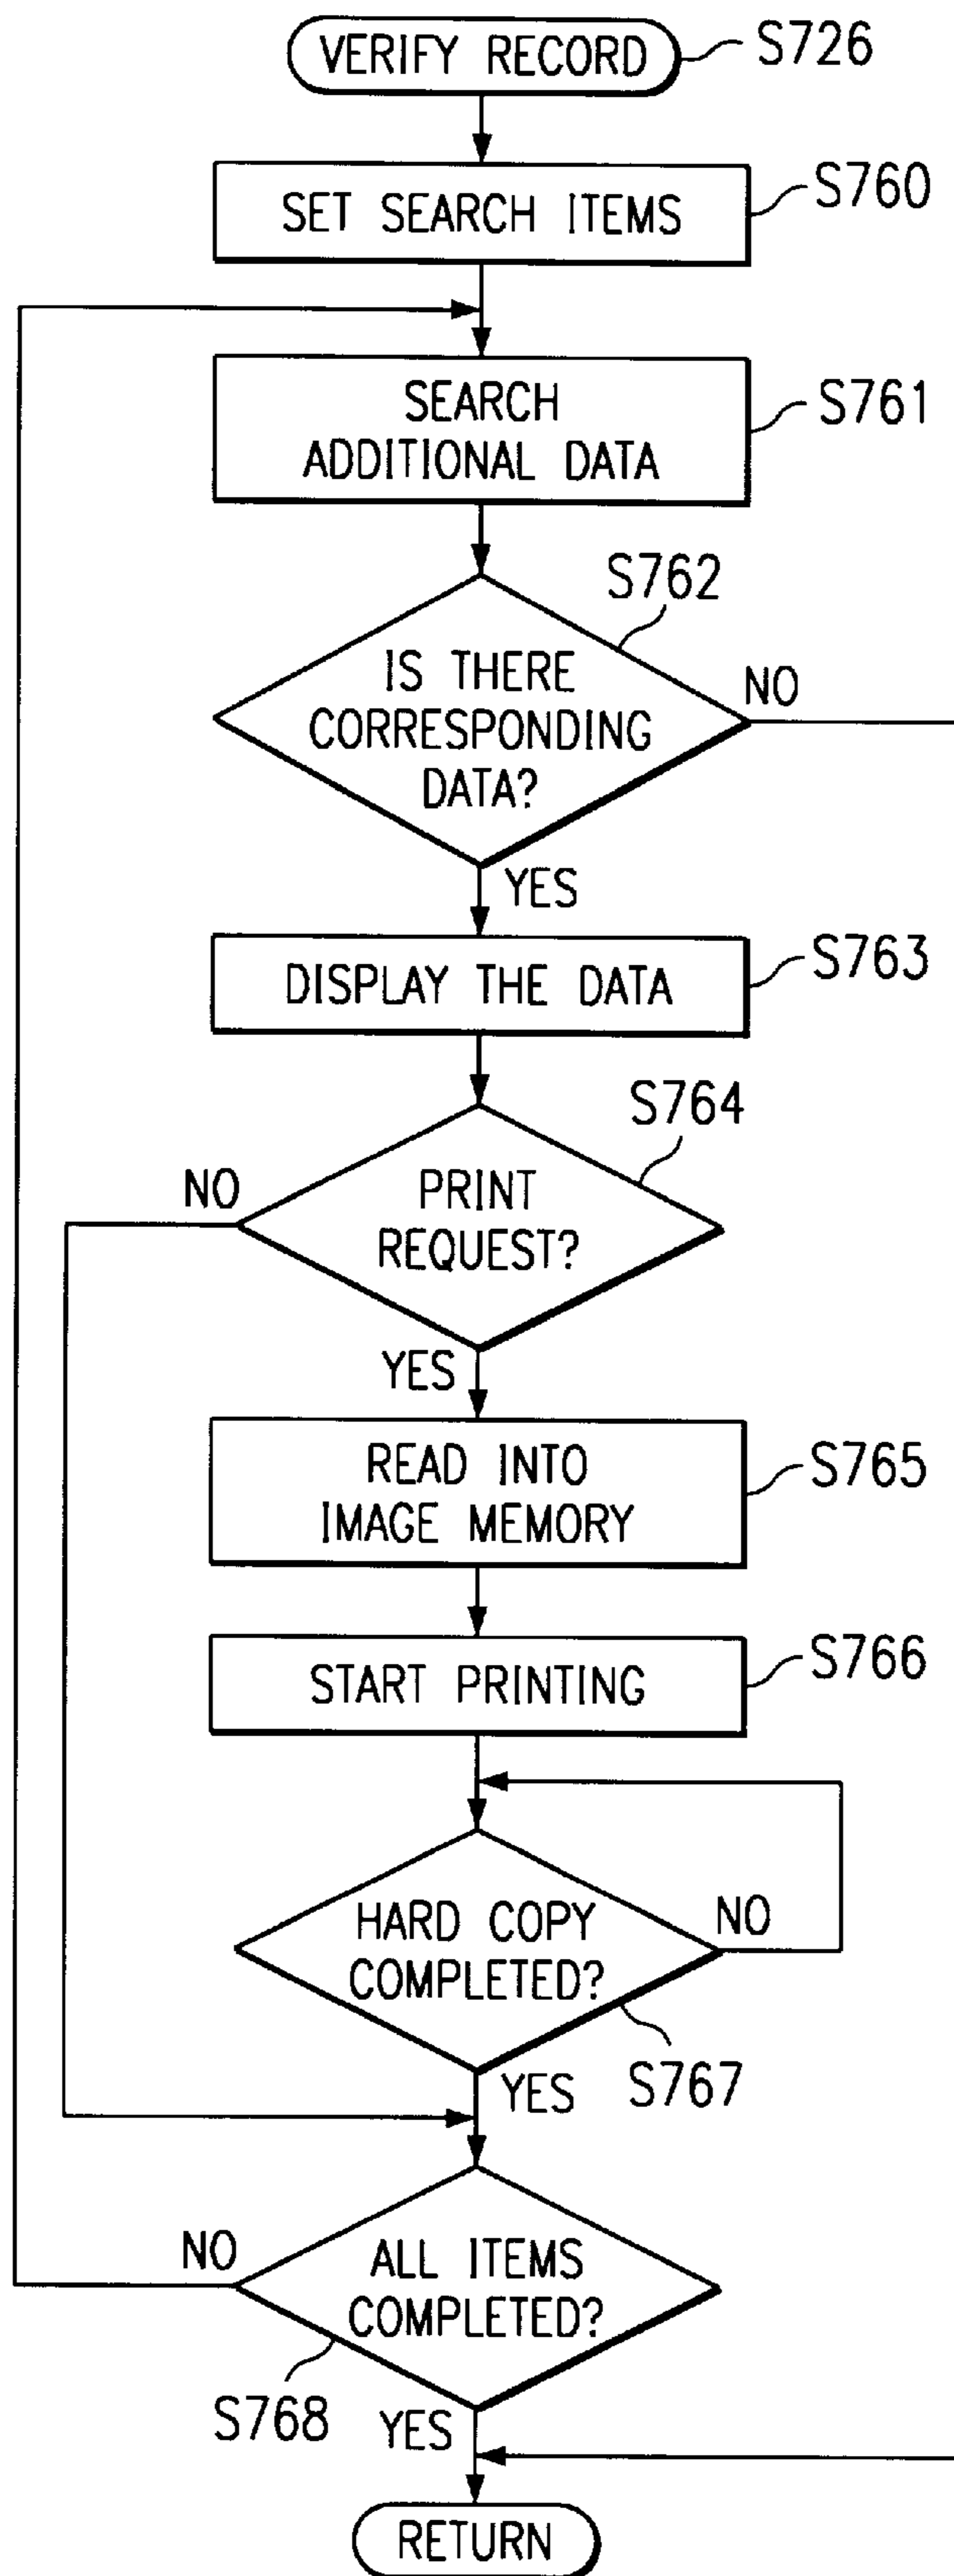 VERIFY RECORD
S726
SET SEARCH ITEMS
S760
SEARCH
ADDITIONAL DATA
S761
S762
IS THERE
CORRESPONDING
DATA?
NO
YES
DISPLAY THE DATA
S763
S764
PRINT
REQUEST?
NO
YES
READ INTO
IMAGE MEMORY
S765
START PRINTING
S766
HARD COPY
COMPLETED?
NO
YES
S767
ALL ITEMS
COMPLETED?
NO
S768
YES
RETURN